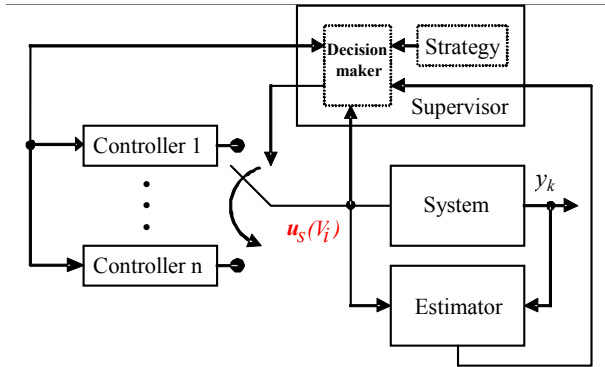 Decision
maker
Strategy
Supervisor
Controller 1
System
y_k
u_s(V_i)
Controller n
Estimator